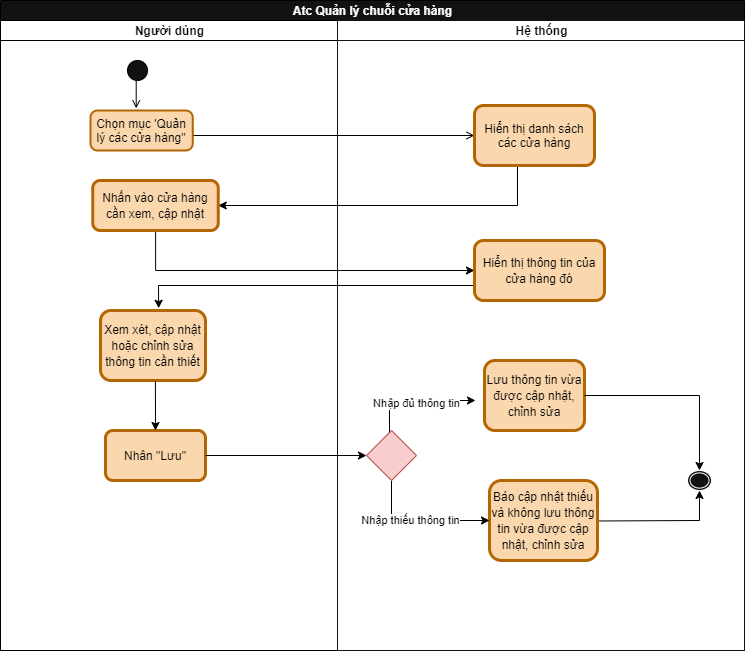 Atc Quản lý chuỗi cửa hàng
Người dùng
Hệ thống
Chọn mục 'Quản
lý các cửa hàng"
Hiển thị danh sách
các cửa hàng
Nhấn vào cửa hàng
cần xem, cập nhật
Hiển thị thông tin của
cửa hàng đó
Xem xét, cập nhật
hoặc chỉnh sửa
thông tin cần thiết
Nhân "Lưu"
Nhập đủ thông tin
Lưu thông tin vừa
được cập nhật,
chỉnh sửa
Nhập thiếu thông tin
Báo cập nhật thiếu
và không lưu thông
tin vừa được cập
nhật, chỉnh sửa